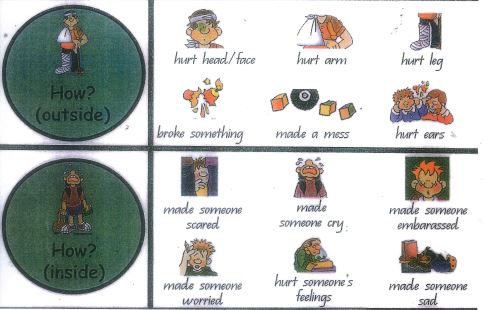 How?
(outside)
hurt head/face
hurt arm
hurt leg
broke something
made a mess
hurt ears
How?
(inside)
made someone
scared
made
someone cry
made someone
embarassed
made someone
worried
hurt someone's
feelings
made someone
sad